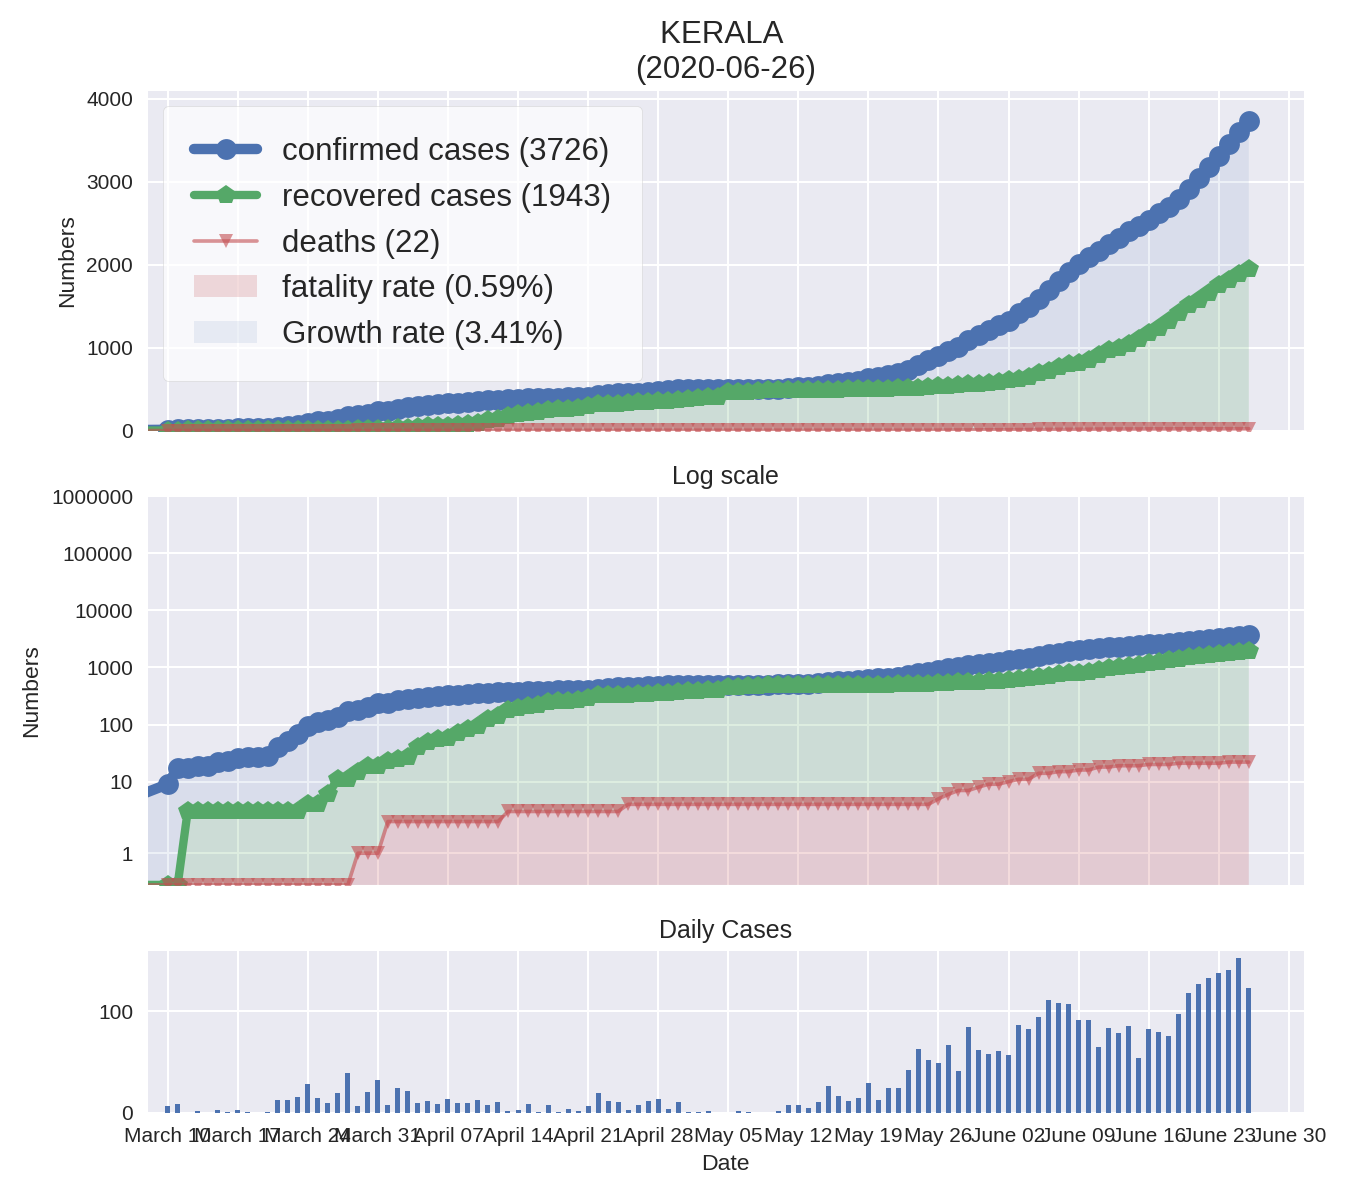 KERALA
(2020-06-26)
4000
3000
2000
1000
0
Numbers
confirmed cases (3726)
recovered cases (1943)
deaths (22)
fatality rate (0.59%)
Growth rate (3.41%)
Log scale
1000000
100000
10000
1000
100
10
1
Numbers
Daily Cases
100
0
March 10 March 17 March 24 March 31 April 07 April 14 April 21 April 28 May 05 May 12 May 19 May 26 June 02 June 09 June 16 June 23 June 30
Date